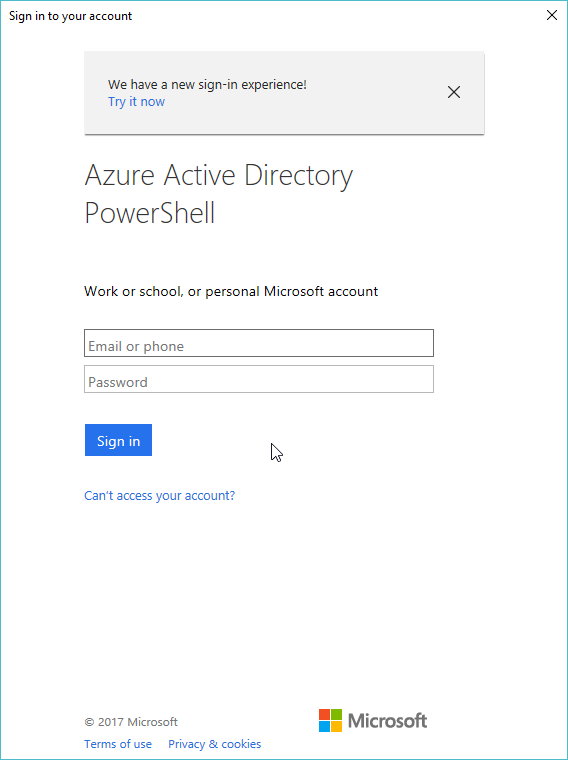 Sign in to your account
We have a new sign-in experience!
Try it now
Azure Active Directory
PowerShell
Work or school, or personal Microsoft account
Email or phone
Password
Sign in
Can't access your account?
© 2017 Microsoft
Microsoft
Terms of use Privacy & cookies